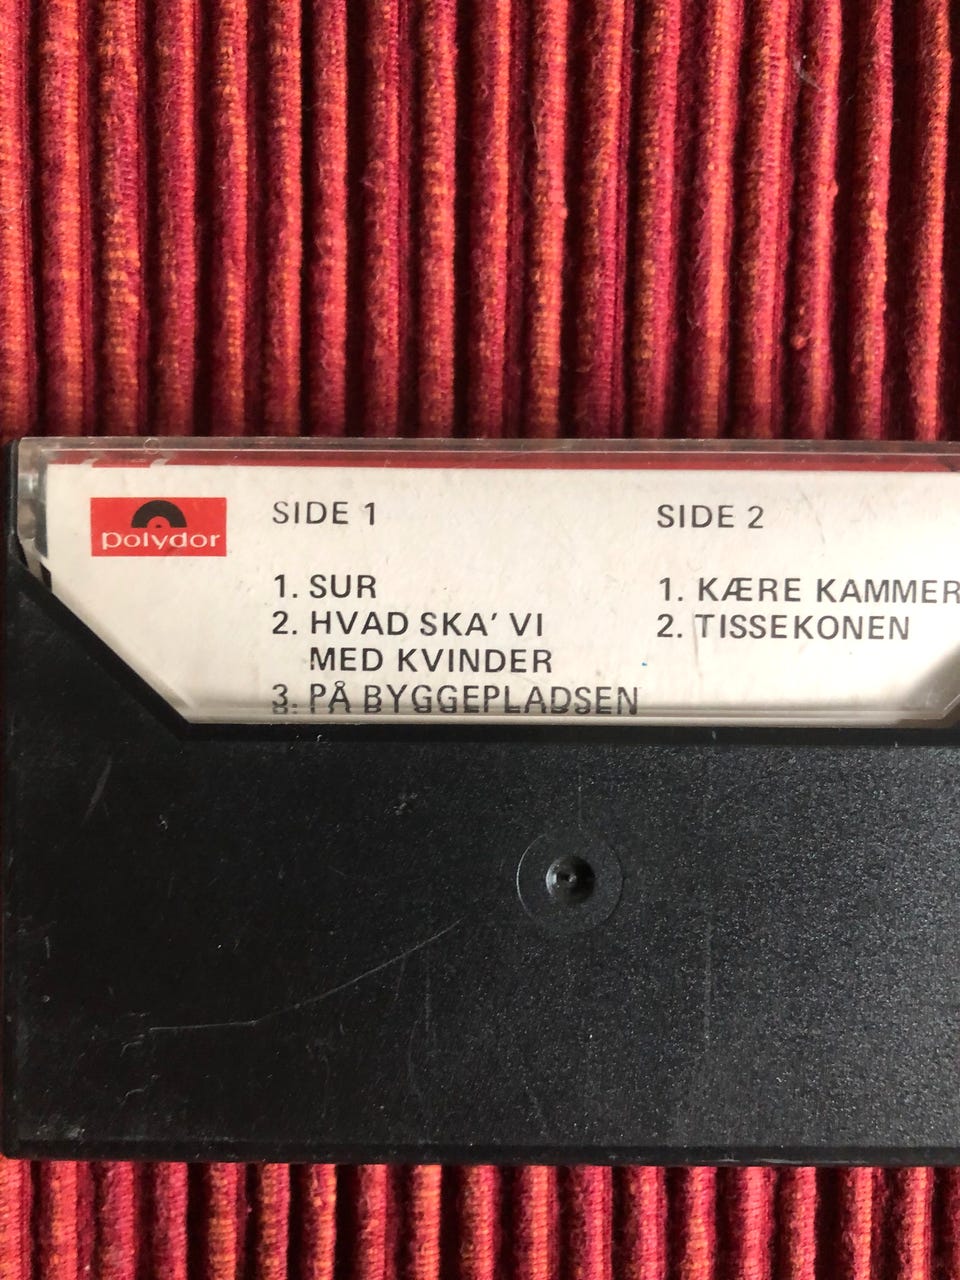 polydor
SIDE 1
1. SUR
2. HVAD SKA' VI
MED KVINDER
3. PÅ BYGGEPLADSEN
SIDE 2
1. KÆRE KAMMER
2. TISSEKONEN